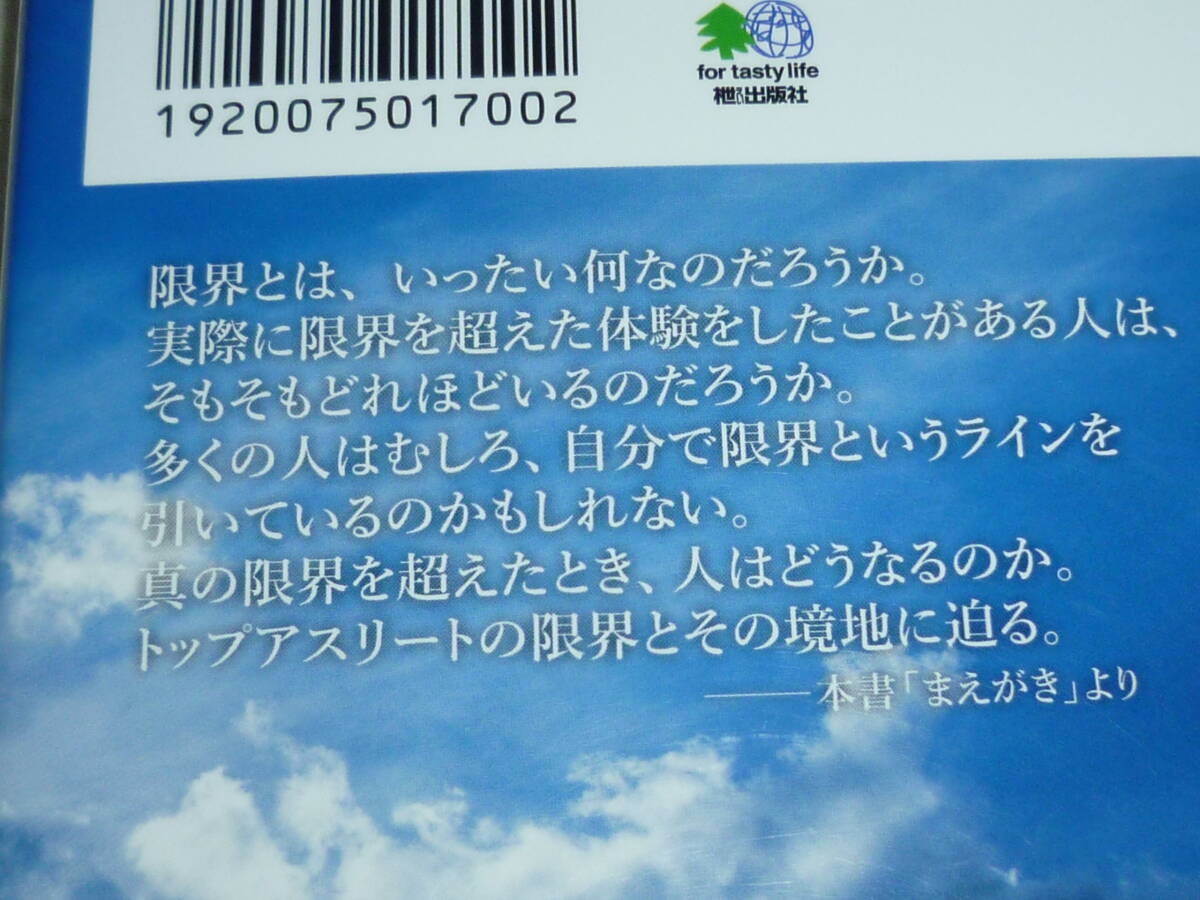 1920075017002
for tasty life
枻出版社
限界とは、いったい何なのだろうか。
実際に限界を超えた体験をしたことがある人は、
そもそもどれほどいるのだろうか。
多くの人はむしろ、自分で限界というラインを
引いているのかもしれない。
真の限界を超えたとき、人はどうなるのか。
トップアスリートの限界とその境地に迫る。
――本書「まえがき」より